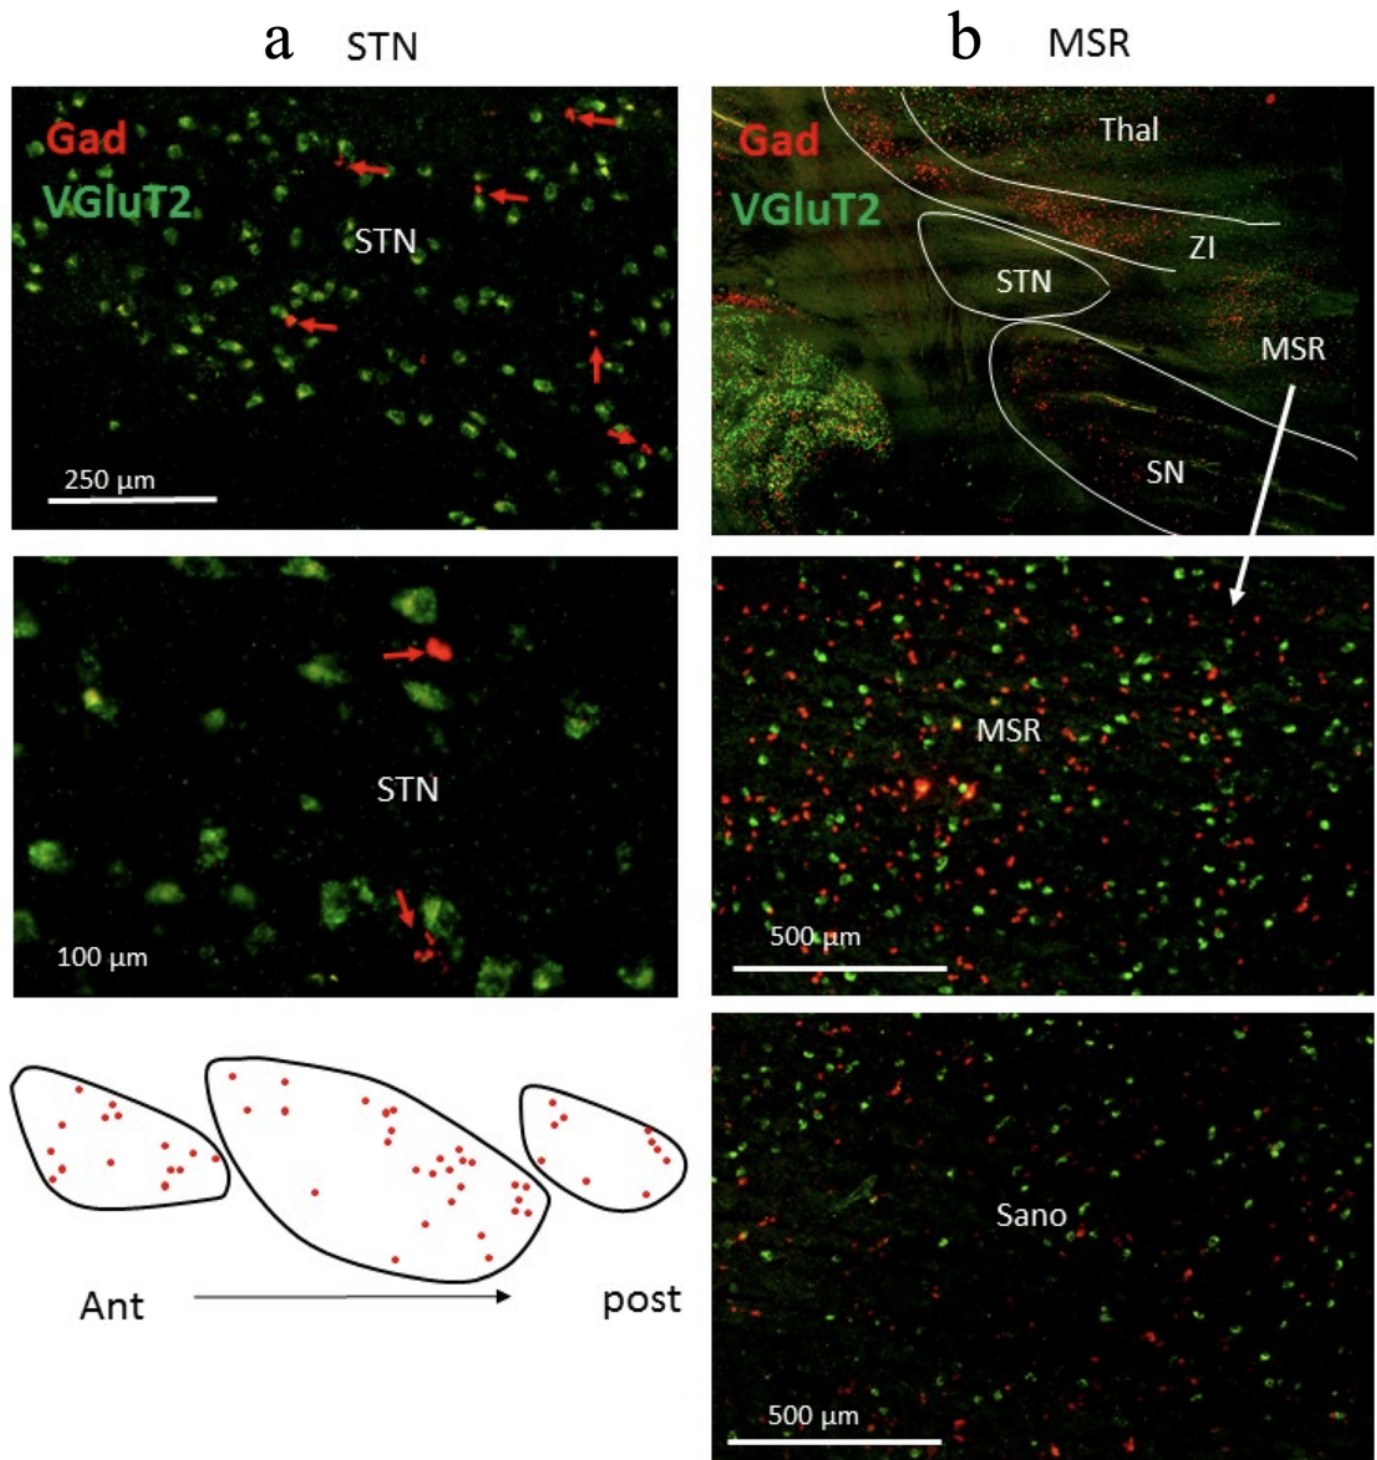 a STN
b MSR
Gad
VGluT2
STN
250 µm
STN
100 µm
Ant
post
Gad
VGluT2
Thal
ZI
STN
MSR
SN
MSR
500 µm
Sano
500 µm